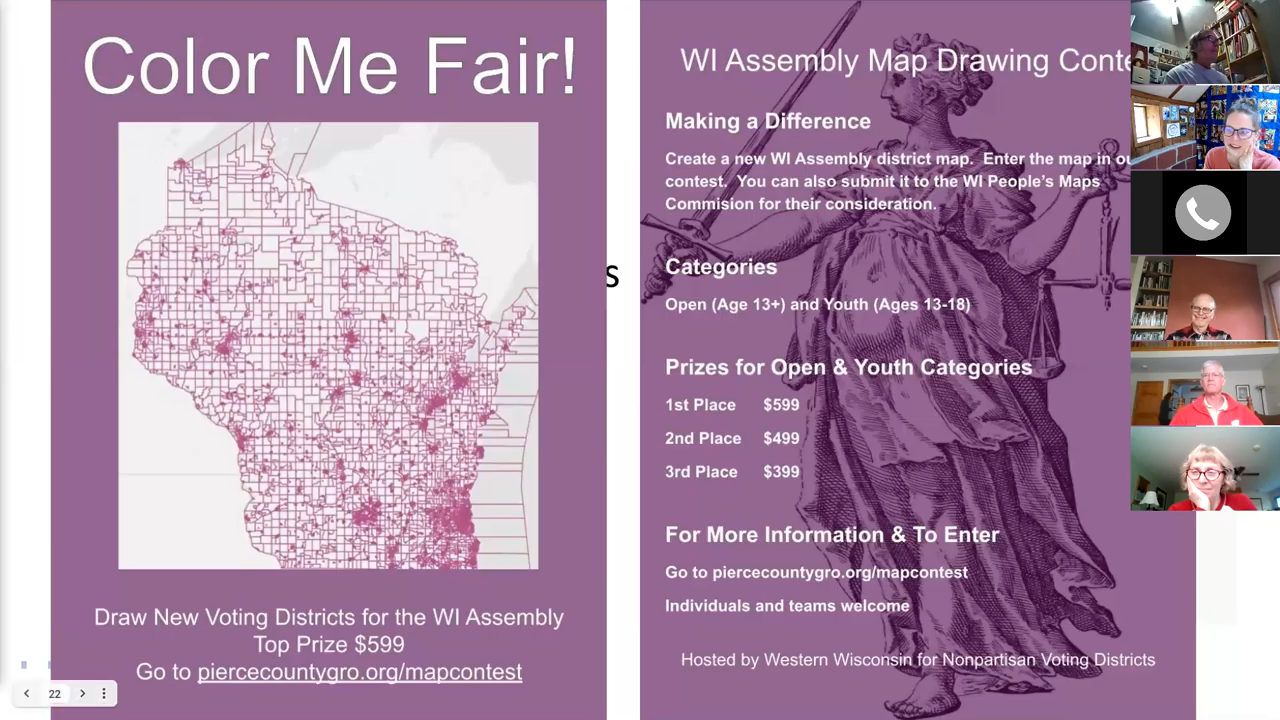 Color Me Fair!
Draw New Voting Districts for the WI Assembly
Top Prize $599
Go to piercecountygro.org/mapcontest
22
s
WI Assembly Map Drawing Conte
Making a Difference
Create a new WI Assembly district map. Enter the map in ou
contest. You can also submit it to the WI People's Maps
Commision for their consideration.
Categories
Open (Age 13+) and Youth (Ages 13-18)
Prizes for Open & Youth Categories
1st Place $599
2nd Place $499
3rd Place $399
For More Information & To Enter
Go to piercecountygro.org/mapcontest
Individuals and teams welcome
Hosted by Western Wisconsin for Nonpartisan Voting Districts